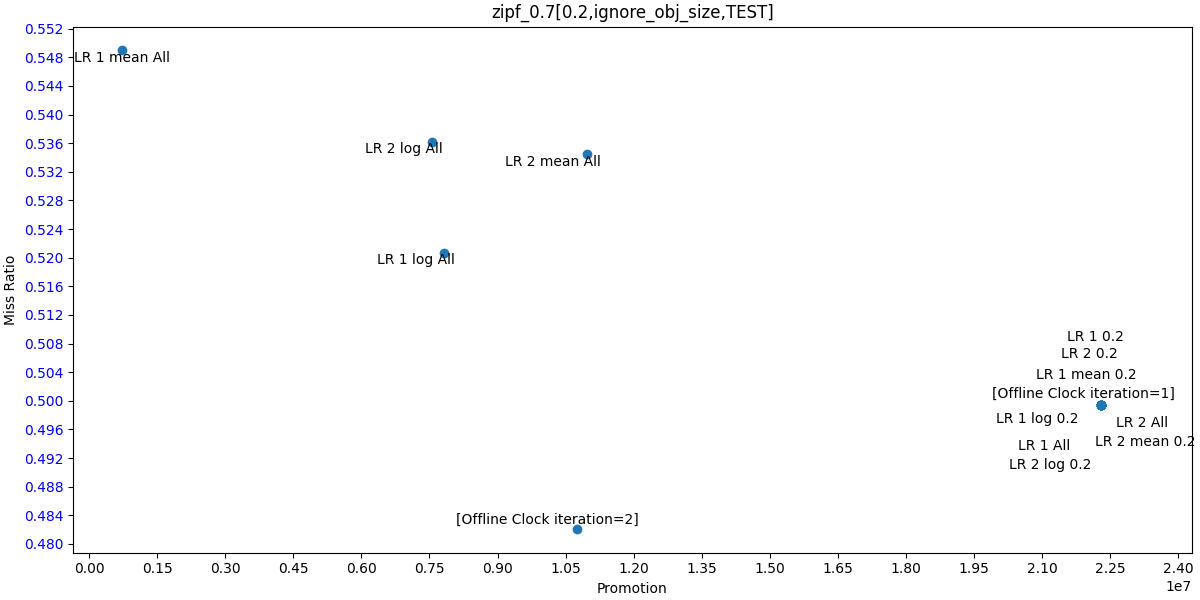 zipf_0.7[0.2,ignore_obj_size,TEST]
0.552
0.548
0.544
0.540
0.536
0.532
0.528
0.524
0.520
0.516
0.512
0.508
0.504
0.500
0.496
0.492
0.488
0.484
0.480
Miss Ratio
LR 1 mean All
LR 2 log All
LR 2 mean All
LR 1 log All
LR 1 0.2
LR 2 0.2
LR 1 mean 0.2
[Offline Clock iteration=1]
LR 1 log 0.2
LR 2 All
LR 2 mean 0.2
LR 1 All
LR 2 log 0.2
[Offline Clock iteration=2]
0.00 0.15 0.30 0.45 0.60 0.75 0.90 1.05 1.20 1.35 1.50 1.65 1.80 1.95 2.10 2.25 2.40
1e7
Promotion